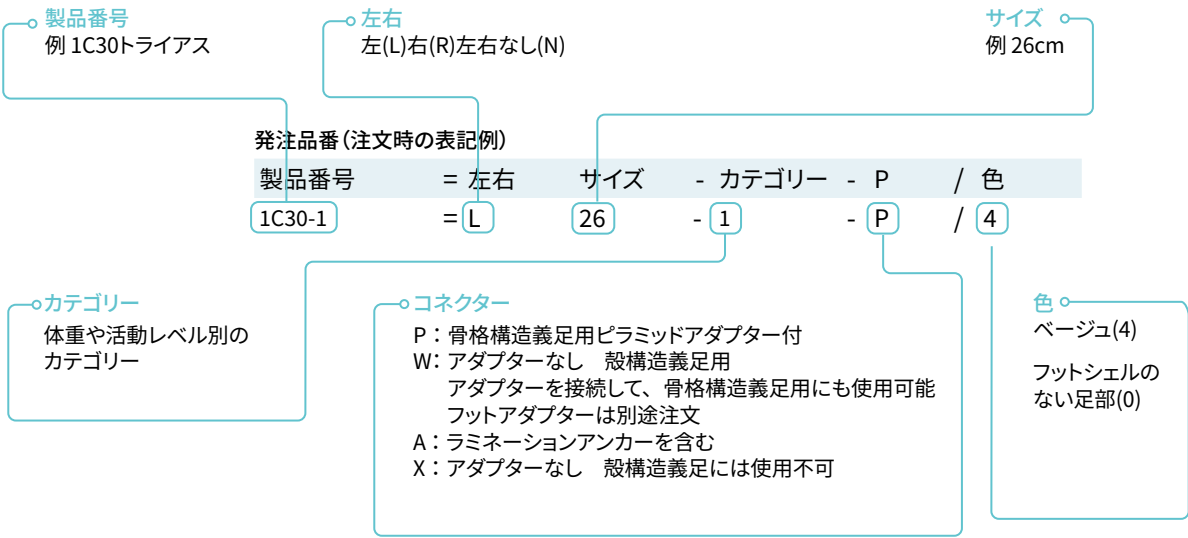 製品番号
例 1C30トライアス
左右
左(L)右(R)左右なし(N)
サイズ
例 26cm
発注品番(注文時の表記例)
製品番号 = 左右 サイズ - カテゴリー - P / 色
1C30-1 = L 26 - 1 - P / 4
カテゴリー
体重や活動レベル別の
カテゴリー
コネクター
P：骨格構造義足用ピラミッドアダプター付
W：アダプターなし 殻構造義足用
アダプターを接続して、骨格構造義足用にも使用可能
フットアダプターは別途注文
A：ラミネーションアンカーを含む
X：アダプターなし 殻構造義足には使用不可
色
ベージュ(4)
フットシェルの
ない足部(0)